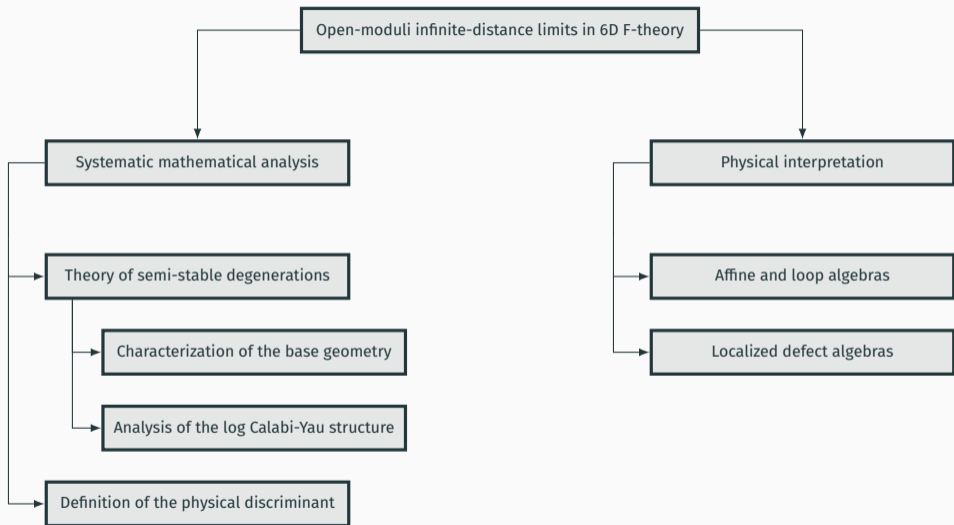 Open-moduli infinite-distance limits in 6D F-theory
Systematic mathematical analysis
Physical interpretation
Theory of semi-stable degenerations
Affine and loop algebras
Characterization of the base geometry
Localized defect algebras
Analysis of the log Calabi-Yau structure
Definition of the physical discriminant